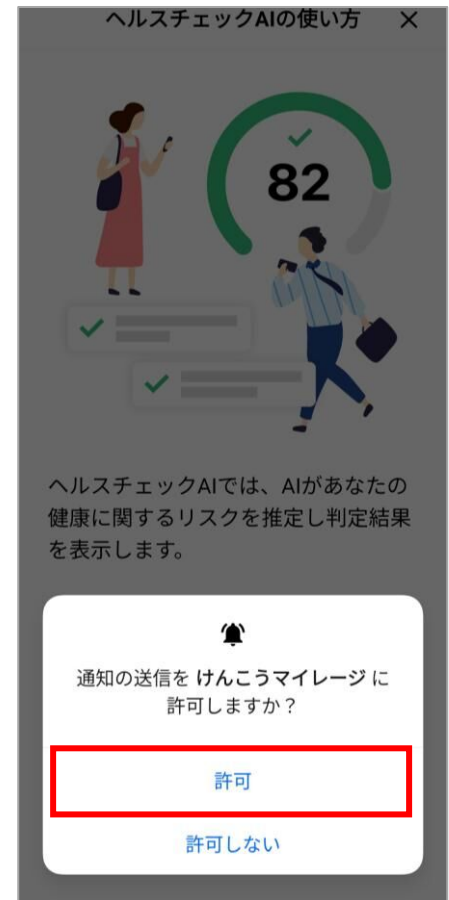 ヘルスチェックAIの使い方 ×
82
ヘルスチェックAIでは、AIがあなたの
健康に関するリスクを推定し判定結果
を表示します。
通知の送信を けんこうマイレージ に
許可しますか？
許可
許可しない